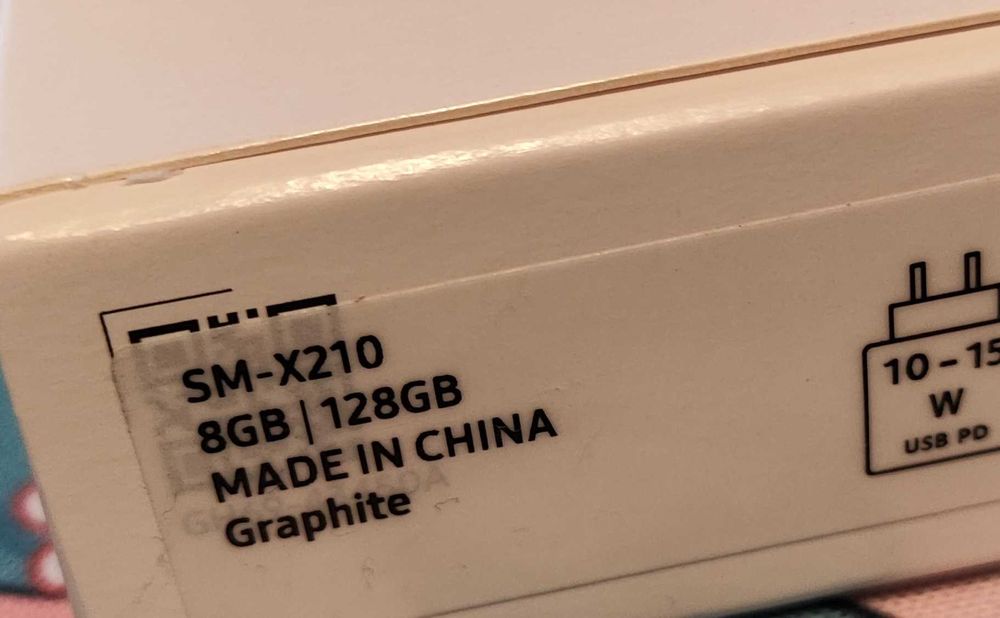 SM-X210
8GB | 128GB
MADE IN CHINA
Graphite
10 – 15
W
USB PD